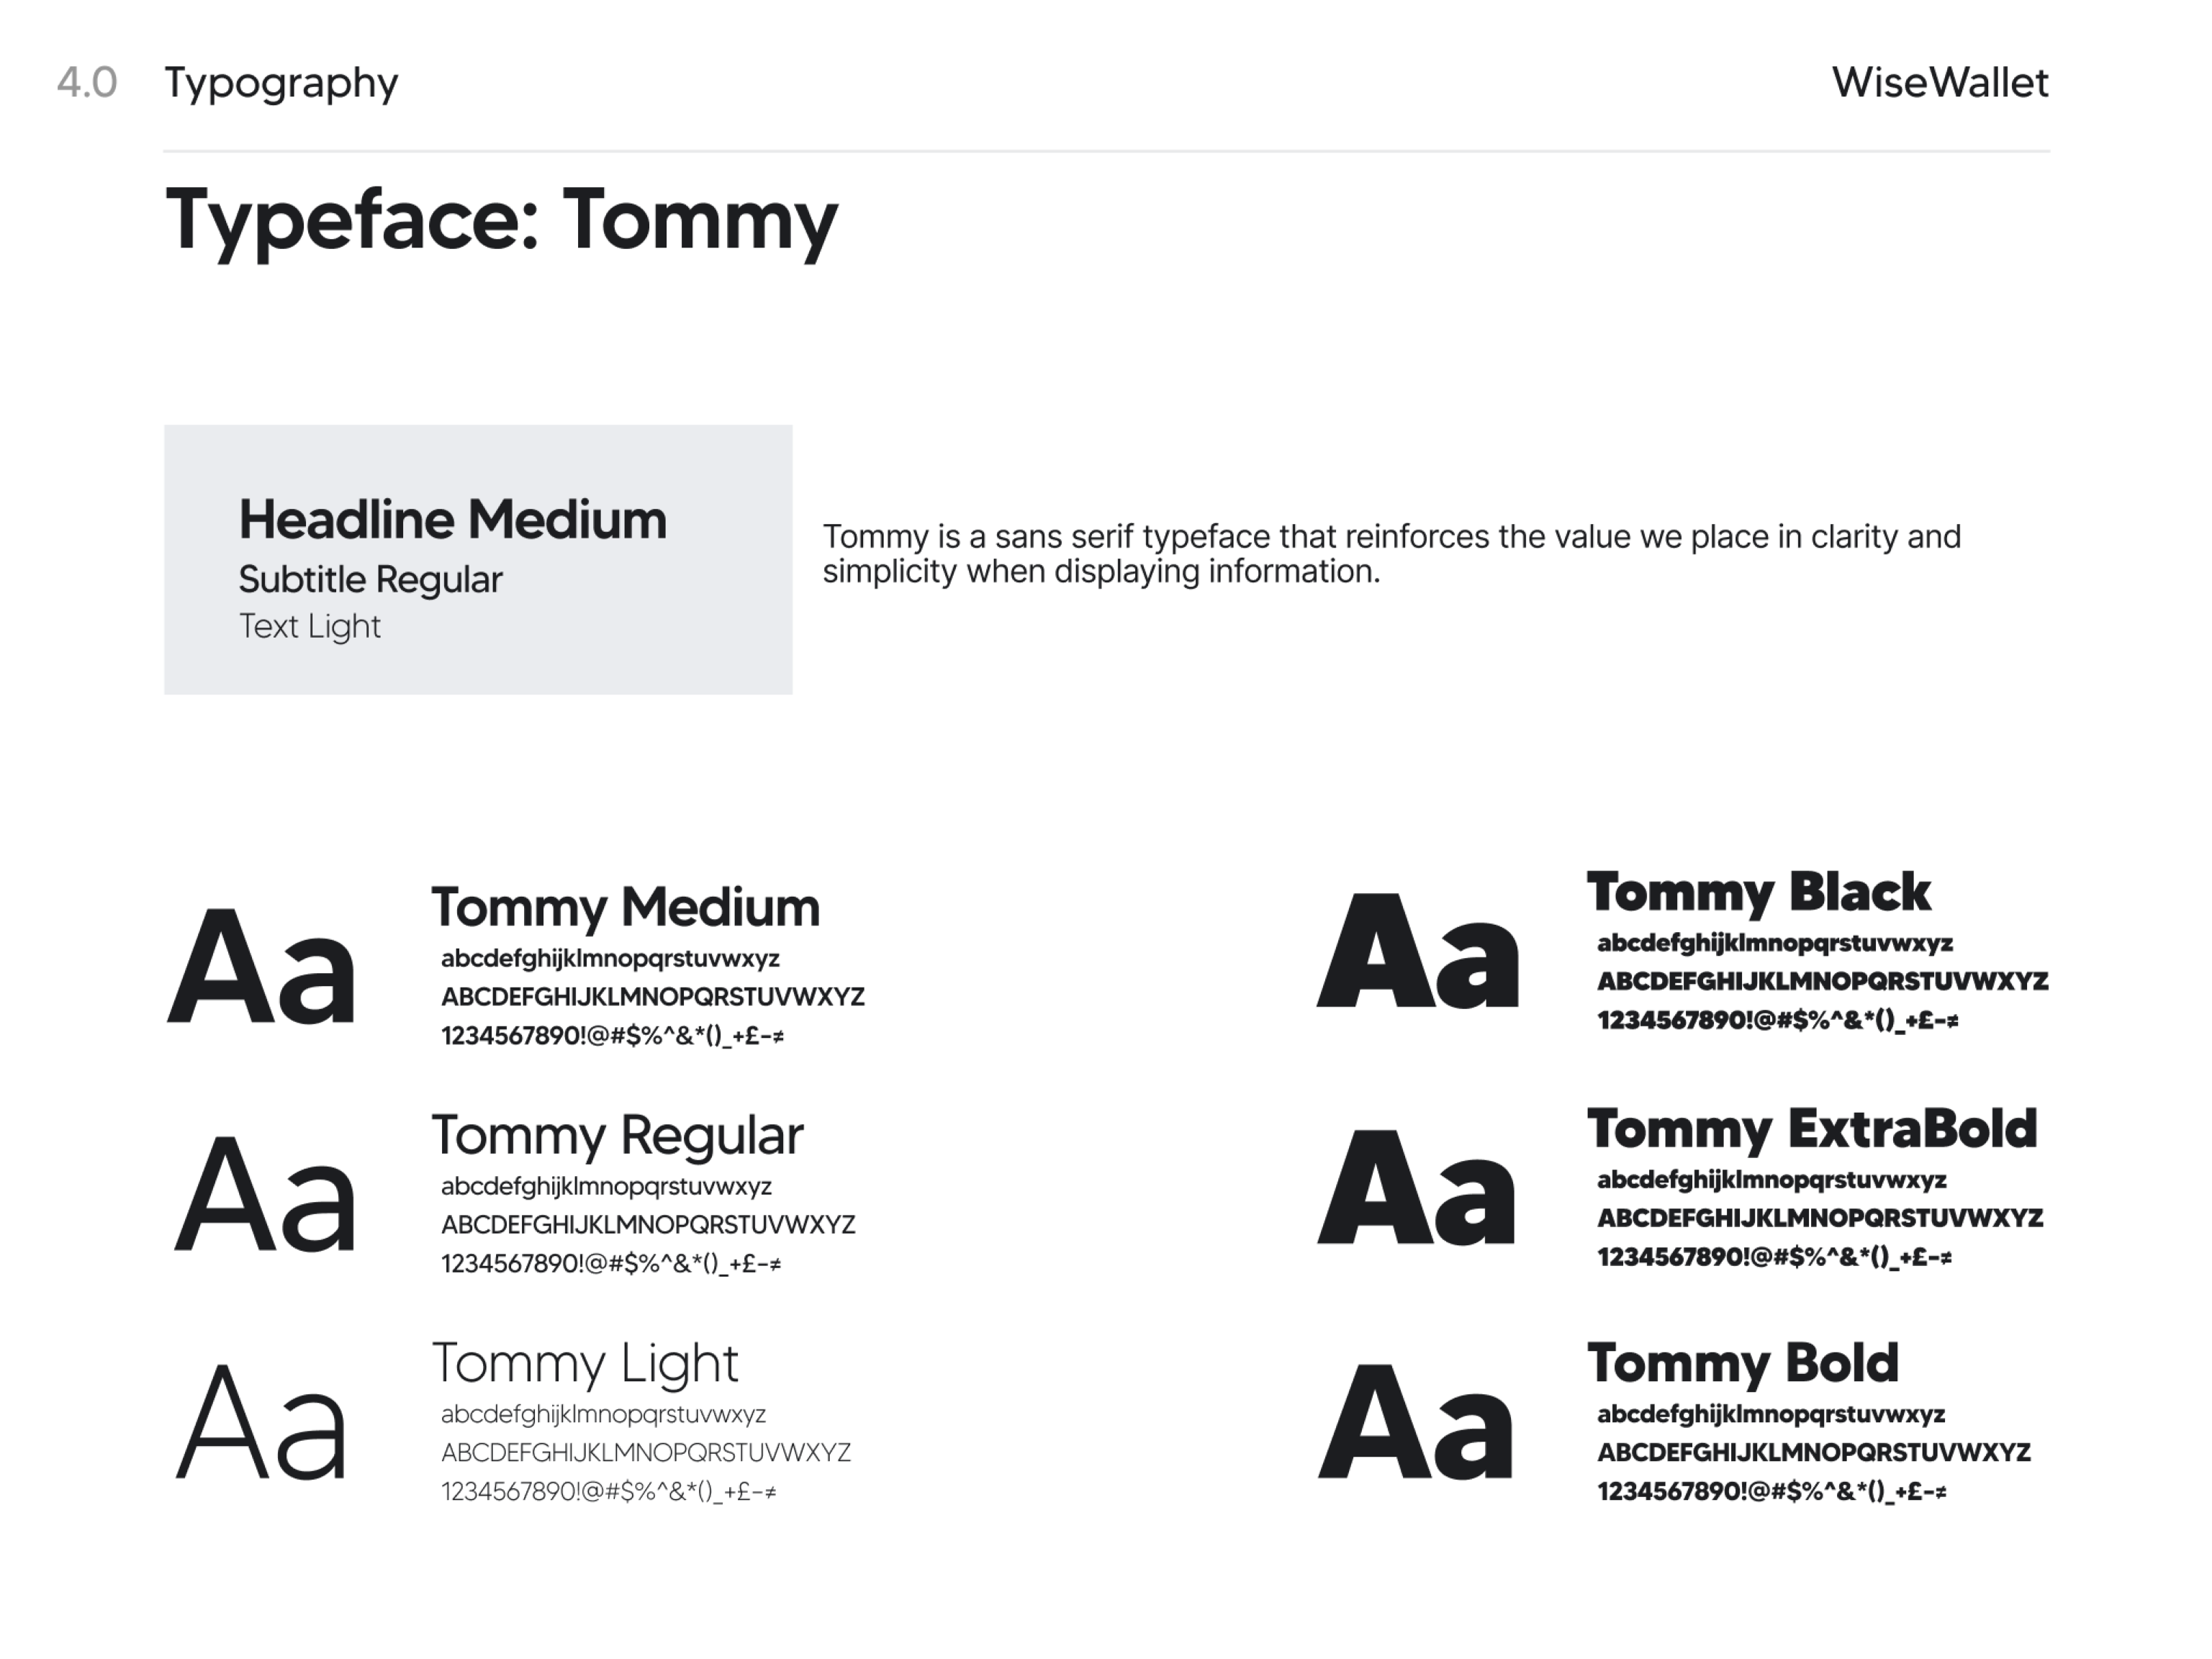 4.0 Typography WiseWallet
Typeface: Tommy
Headline Medium
Subtitle Regular
Text Light
Tommy is a sans serif typeface that reinforces the value we place in clarity and
simplicity when displaying information.
Aa
Tommy Medium
abcdefghijklmnopqrstuvwxyz
ABCDEFGHIJKLMNOPQRSTUVWXYZ
1234567890!@#$%^&*()_+£-≠
Aa
Tommy Regular
abcdefghijklmnopqrstuvwxyz
ABCDEFGHIJKLMNOPQRSTUVWXYZ
1234567890!@#$%^&*()_+£-≠
Aa
Tommy Light
abcdefghijklmnopqrstuvwxyz
ABCDEFGHIJKLMNOPQRSTUVWXYZ
1234567890!@#$%^&*()_+£-≠
Aa
Tommy Black
abcdefghijklmnopqrstuvwxyz
ABCDEFGHIJKLMNOPQRSTUVWXYZ
1234567890!@#$%^&*()_+£-≠
Aa
Tommy ExtraBold
abcdefghijklmnopqrstuvwxyz
ABCDEFGHIJKLMNOPQRSTUVWXYZ
1234567890!@#$%^&*()_+£-≠
Aa
Tommy Bold
abcdefghijklmnopqrstuvwxyz
ABCDEFGHIJKLMNOPQRSTUVWXYZ
1234567890!@#$%^&*()_+£-≠